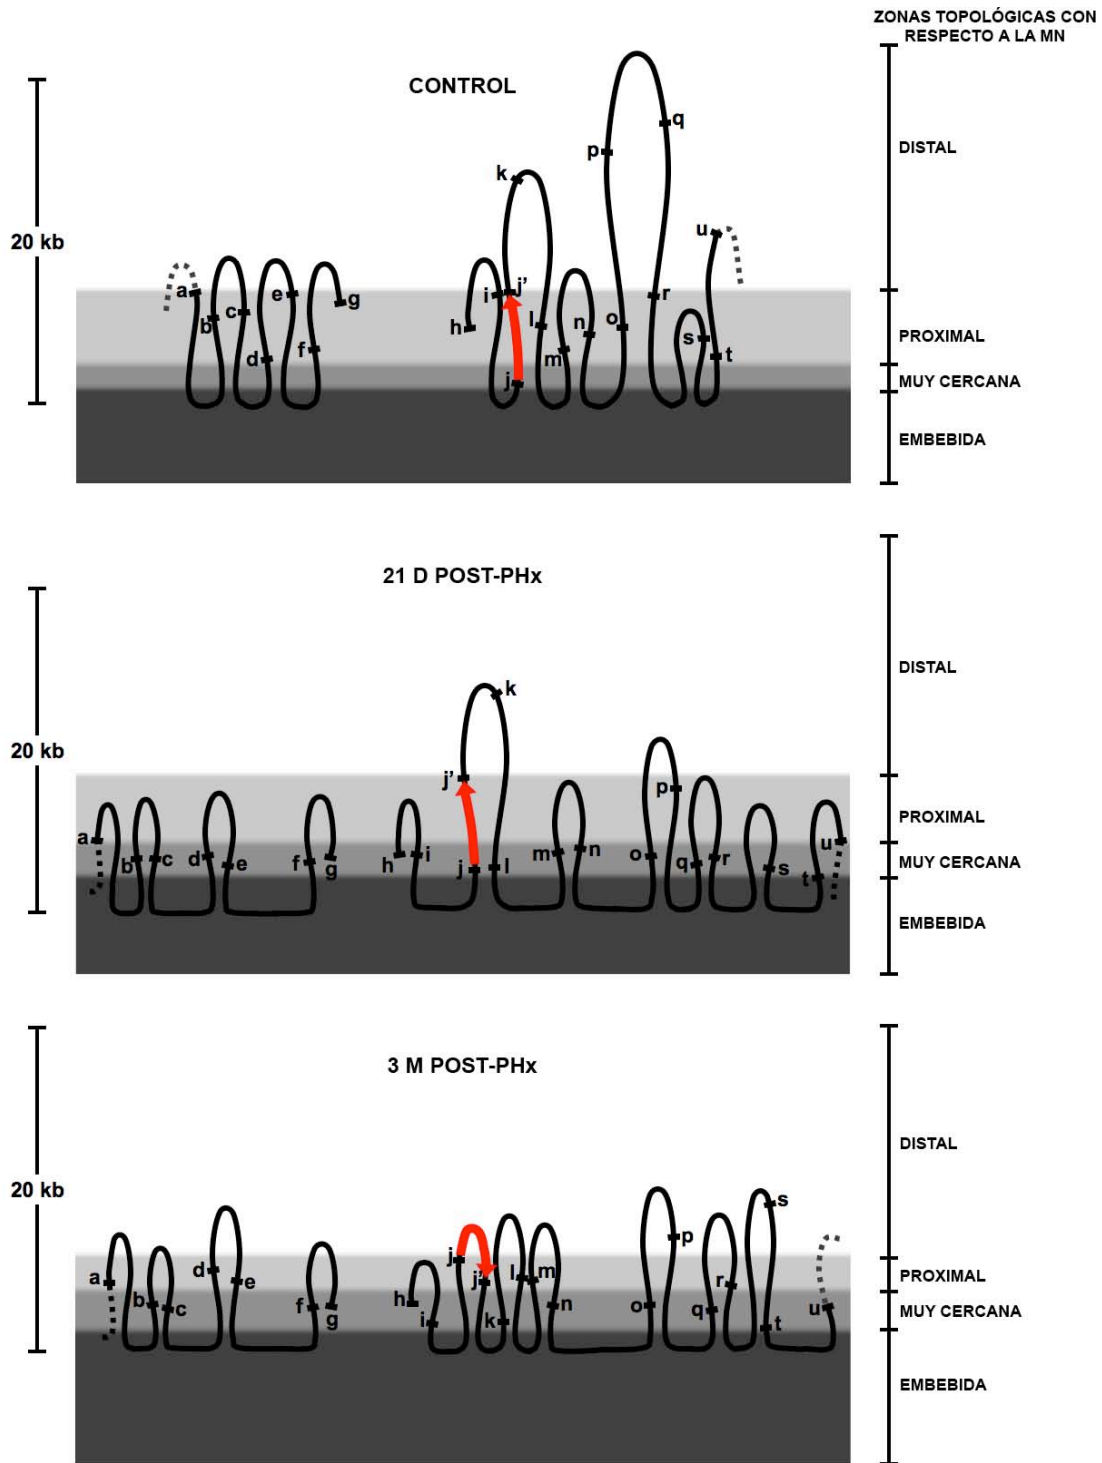 ZONAS TOPOLÓGICAS CON
RESPECTO A LA MN
CONTROL
20 kb
a
b
c
d
e
f
g
h
i
j
j'
k
l
m
n
o
p
q
r
s
t
u
DISTAL
PROXIMAL
MUY CERCANA
EMBEBIDA
21 D POST-PHx
20 kb
a
b
c
d
e
f
g
h
i
j
j'
k
l
m
n
o
p
q
r
s
t
u
DISTAL
PROXIMAL
MUY CERCANA
EMBEBIDA
3 M POST-PHx
20 kb
a
b
c
d
e
f
g
h
i
j
j'
k
l
m
n
o
p
q
r
s
t
u
DISTAL
PROXIMAL
MUY CERCANA
EMBEBIDA